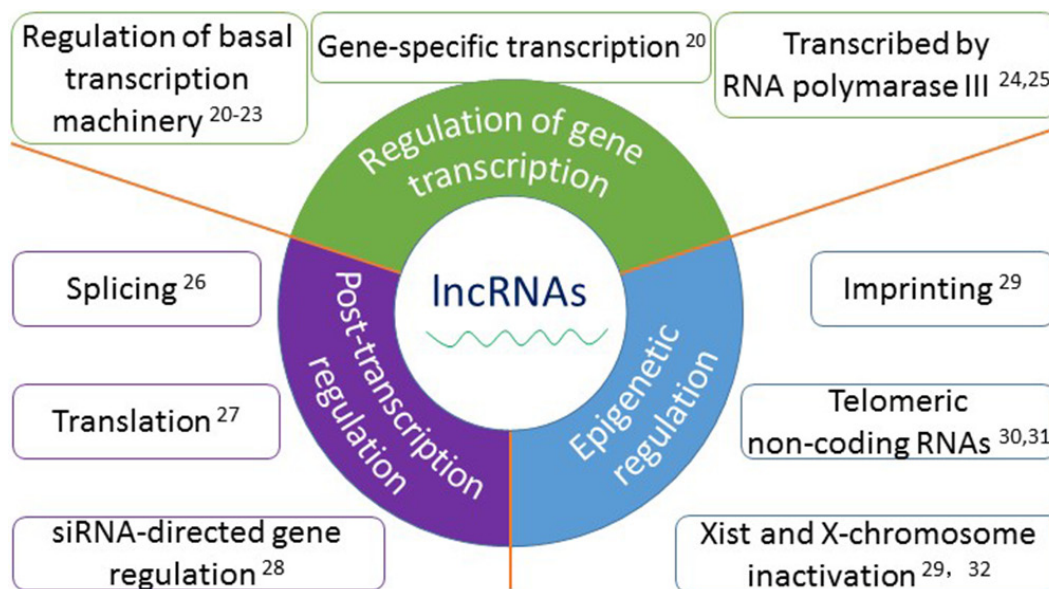 Regulation of basal
transcription
machinery 20-23
Gene-specific transcription 20
Transcribed by
RNA polymarase III 24,25
Regulation of gene
transcription
Splicing 26
Translation 27
siRNA-directed gene
regulation 28
Post-transcription
regulation
lncRNAs
Epigenetic
regulation
Imprinting 29
Telomeric
non-coding RNAs 30,31
Xist and X-chromosome
inactivation 29, 32